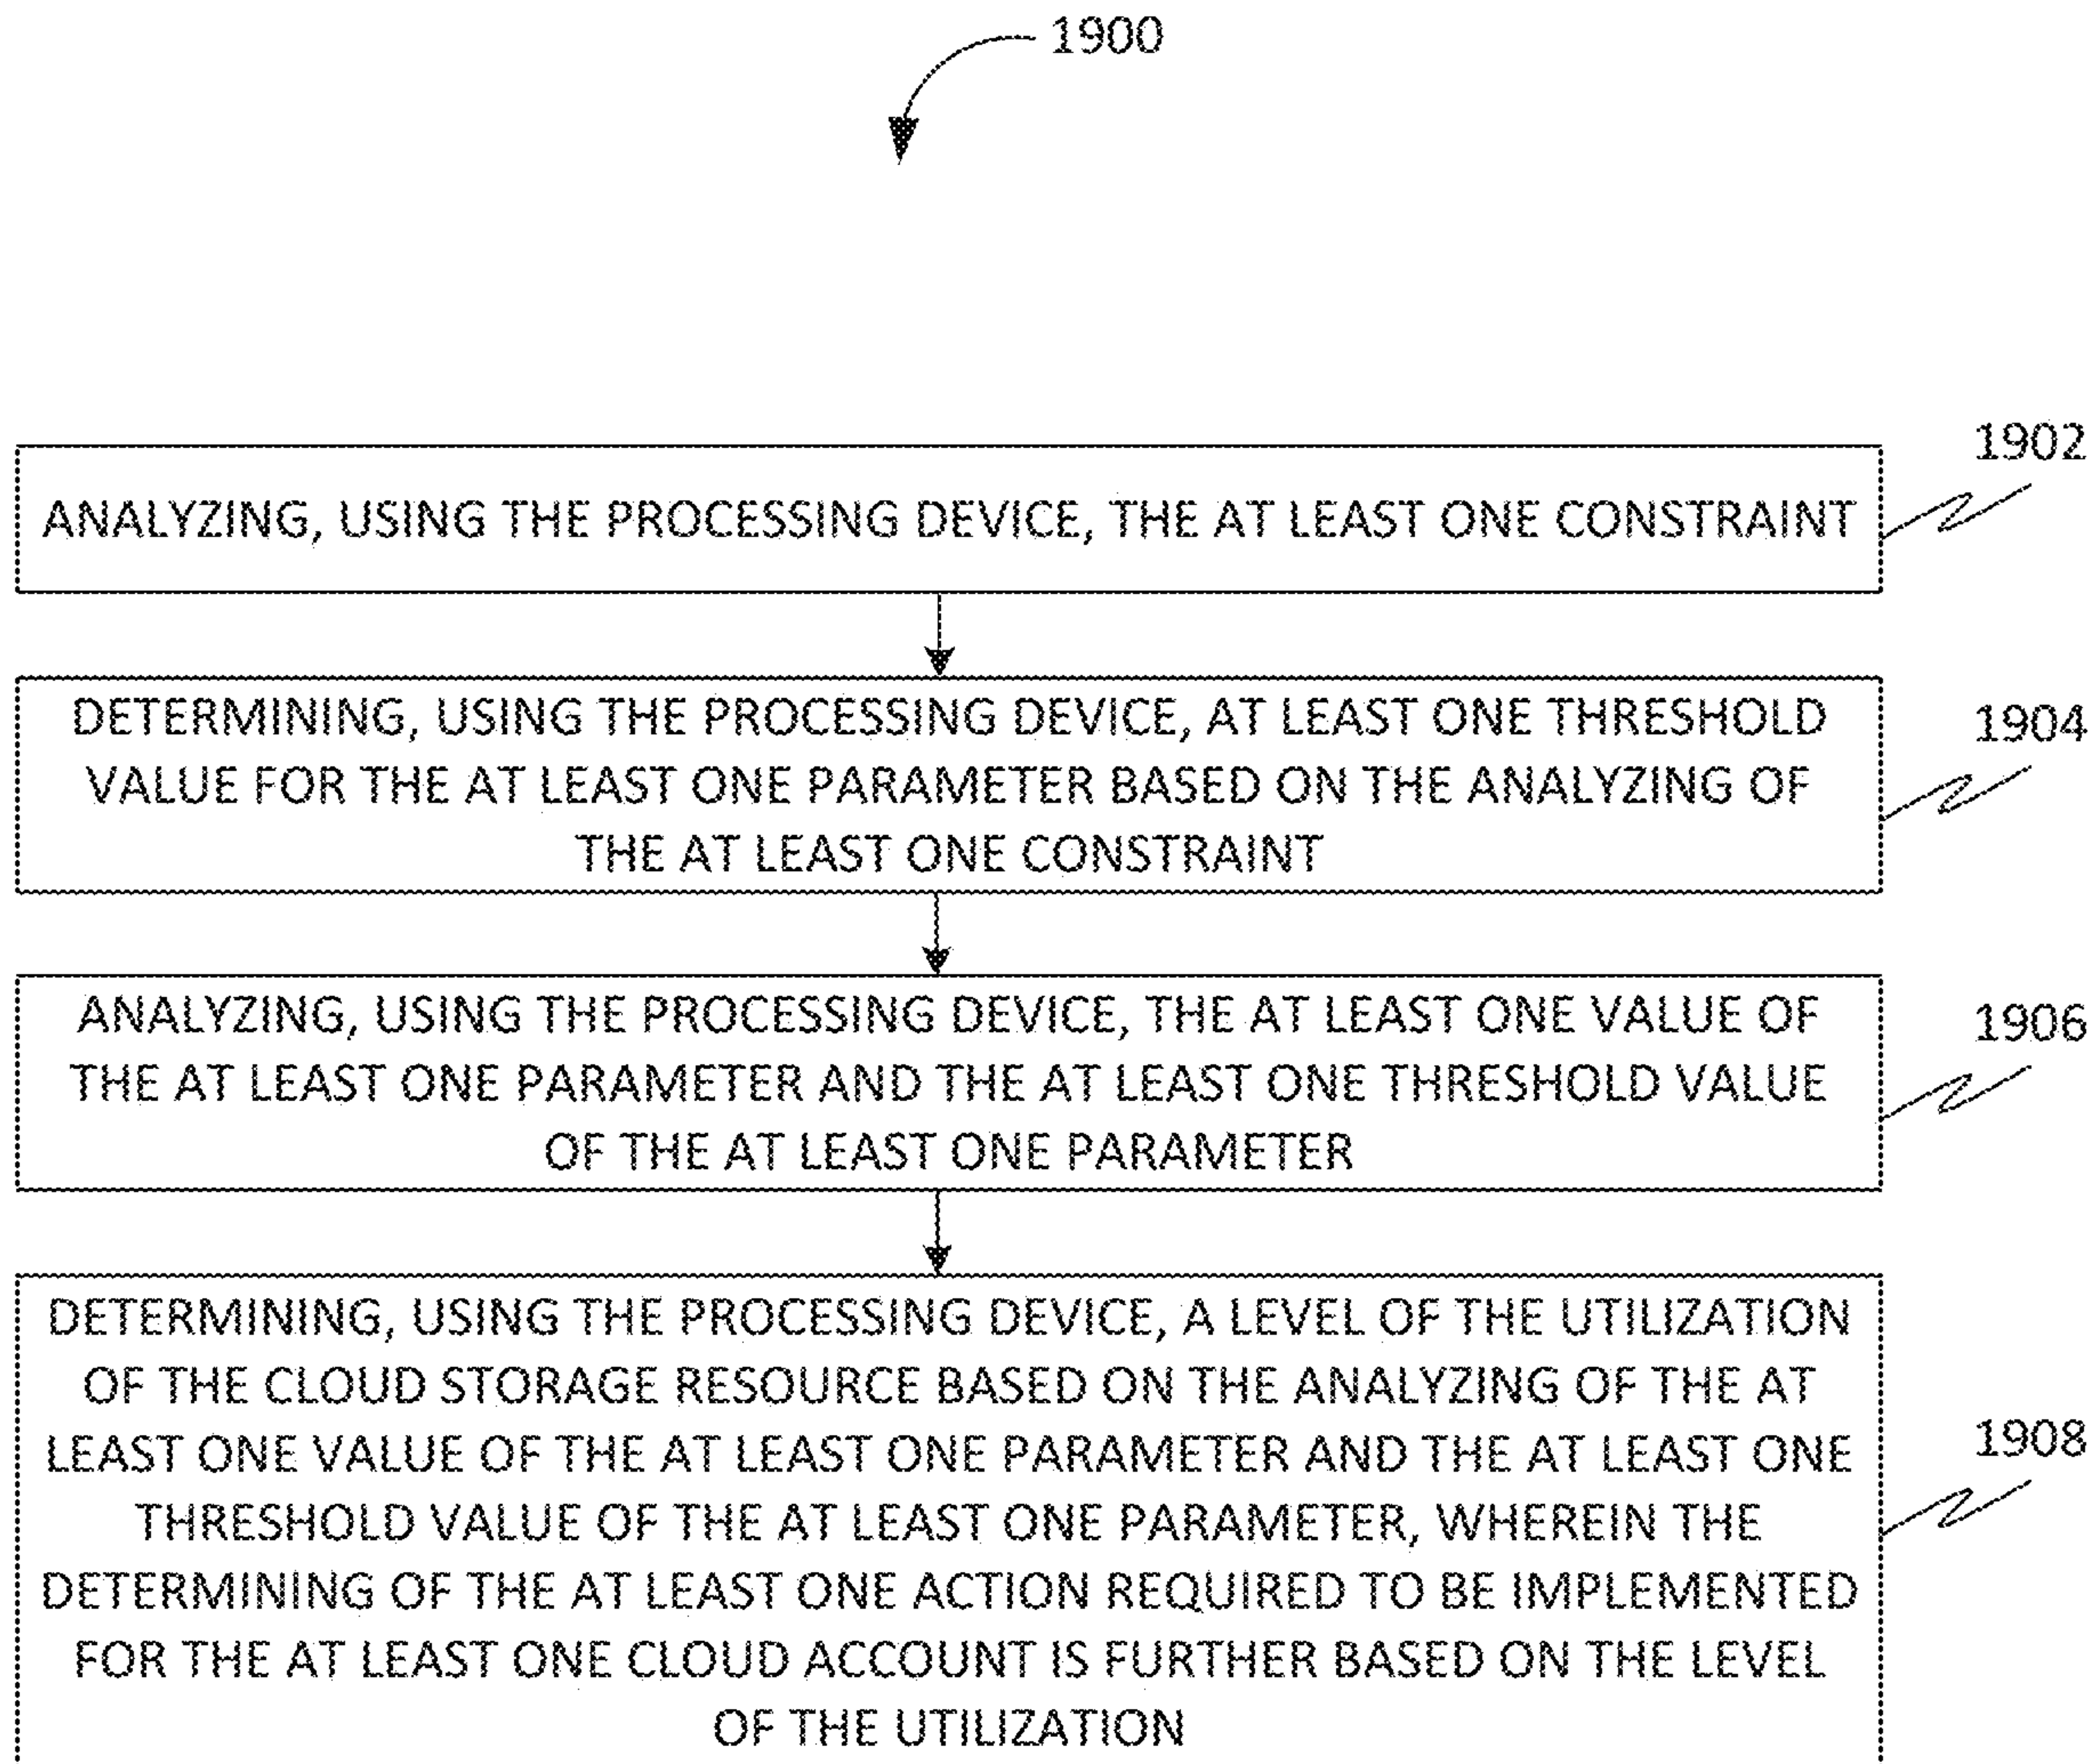 1900
1902
ANALYZING, USING THE PROCESSING DEVICE, THE AT LEAST ONE CONSTRAINT
DETERMINING, USING THE PROCESSING DEVICE, AT LEAST ONE THRESHOLD
VALUE FOR THE AT LEAST ONE PARAMETER BASED ON THE ANALYZING OF
THE AT LEAST ONE CONSTRAINT
1904
ANALYZING, USING THE PROCESSING DEVICE, THE AT LEAST ONE VALUE OF
THE AT LEAST ONE PARAMETER AND THE AT LEAST ONE THRESHOLD VALUE
OF THE AT LEAST ONE PARAMETER
1906
DETERMINING, USING THE PROCESSING DEVICE, A LEVEL OF THE UTILIZATION
OF THE CLOUD STORAGE RESOURCE BASED ON THE ANALYZING OF THE AT
LEAST ONE VALUE OF THE AT LEAST ONE PARAMETER AND THE AT LEAST ONE
THRESHOLD VALUE OF THE AT LEAST ONE PARAMETER, WHEREIN THE
DETERMINING OF THE AT LEAST ONE ACTION REQUIRED TO BE IMPLEMENTED
FOR THE AT LEAST ONE CLOUD ACCOUNT IS FURTHER BASED ON THE LEVEL
OF THE UTILIZATION
1908